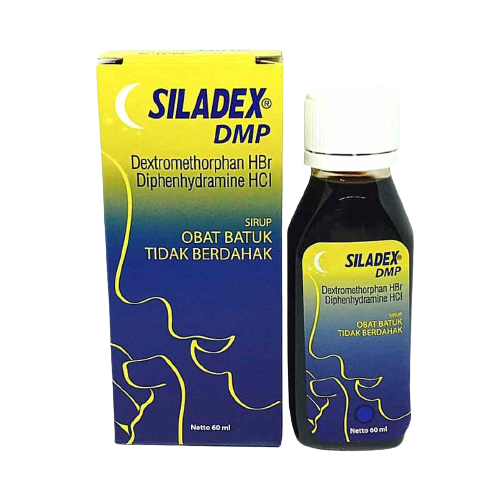 SILADEX®
DMP
Dextromethorphan HBr
Diphenhydramine HCl
SIRUP
OBAT BATUK
TIDAK BERDAHAK
Netto 60 ml
SILADEX®
DMP
Dextromethorphan HBr
Diphenhydramine HCl
SIRUP
OBAT BATUK
TIDAK BERDAHAK
Netto 60 ml